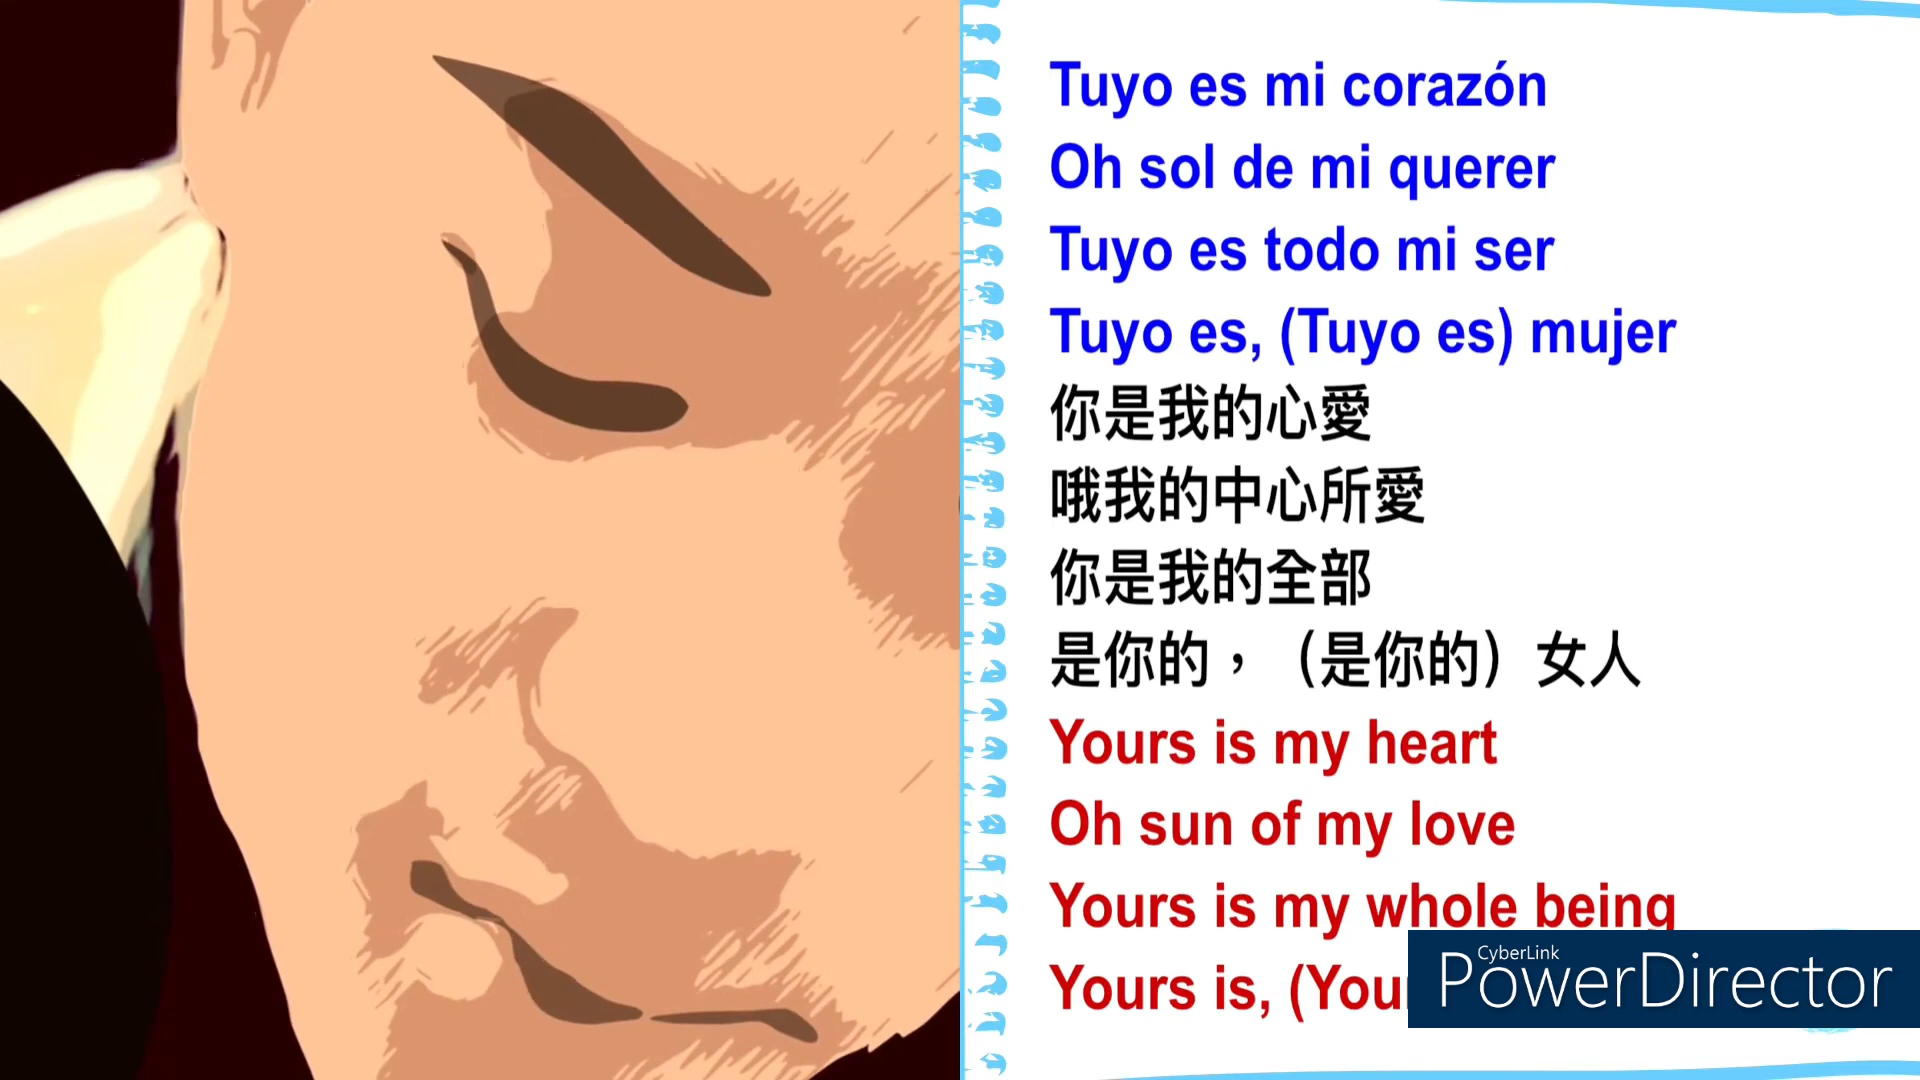 Tuyo es mi corazón
Oh sol de mi querer
Tuyo es todo mi ser
Tuyo es, (Tuyo es) mujer
你是我的心愛
哦我的中心所愛
你是我的全部
是你的，（是你的）女人
Yours is my heart
Oh sun of my love
Yours is my whole being
Yours is,
CyberLink
PowerDirector